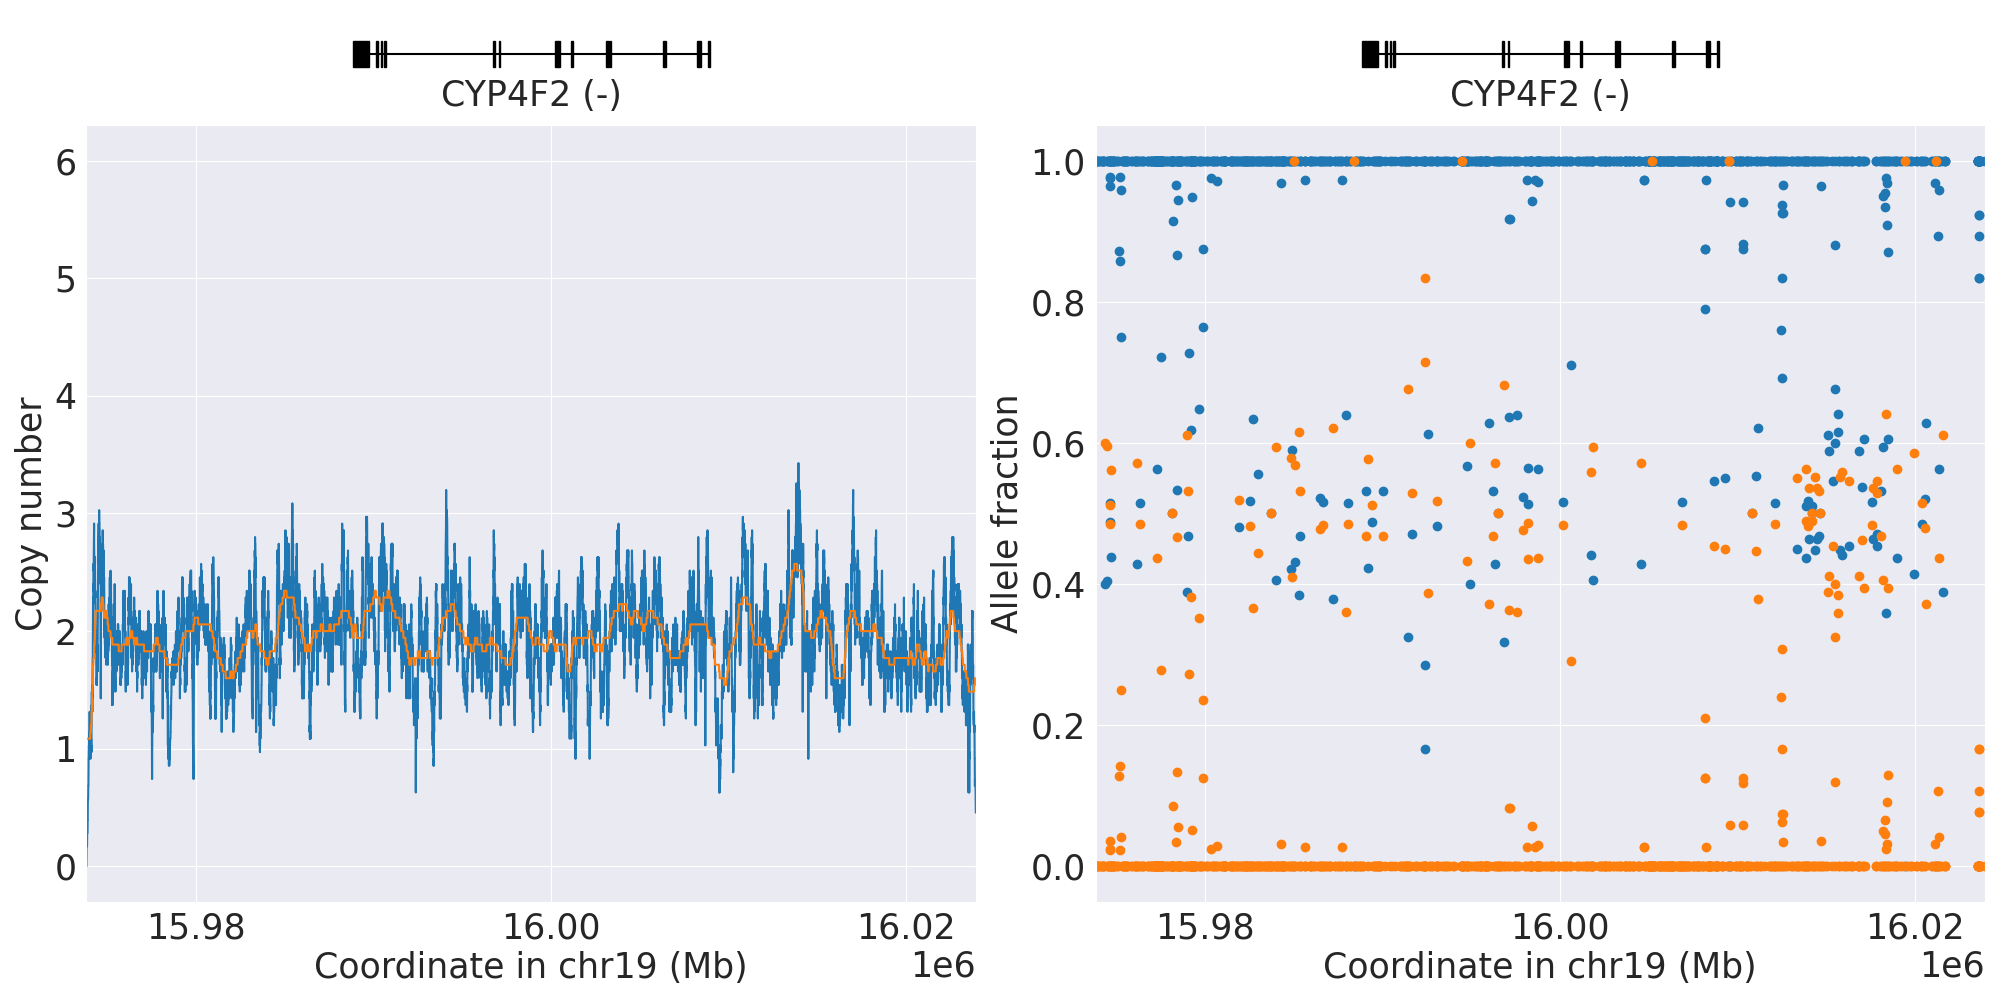 CYP4F2 (-)
6
5
4
3
2
1
0
Copy number
15.98
16.00
16.02
Coordinate in chr19 (Mb)
1e6
CYP4F2 (-)
1.0
0.8
0.6
0.4
0.2
0.0
Allele fraction
15.98
16.00
16.02
Coordinate in chr19 (Mb)
1e6